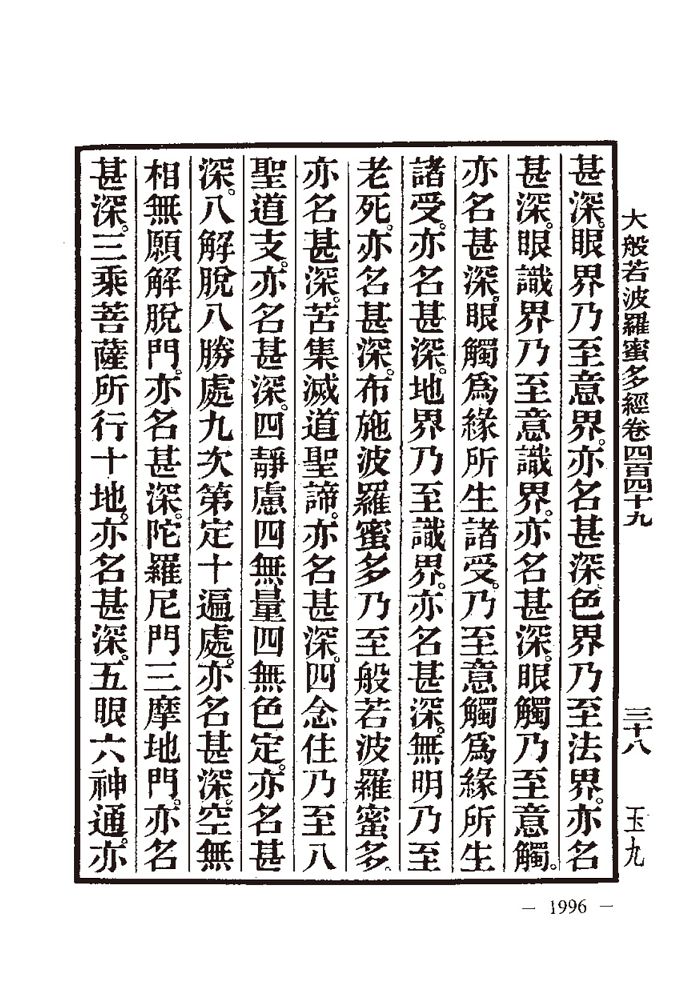 大般若波羅蜜多經卷四百四十九 三十八 玉九
甚深。眼界乃至意界。亦名甚深。色界乃至法界。亦名
甚深。眼識界乃至意識界。亦名甚深。眼觸乃至意觸。
亦名甚深。眼觸爲緣所生諸受。乃至意觸爲緣所生
諸受。亦名甚深。地界乃至識界。亦名甚深。無明乃至
老死。亦名甚深。布施波羅蜜多乃至般若波羅蜜多。
亦名甚深。苦集滅道聖諦。亦名甚深。四念住乃至八
聖道支。亦名甚深。四靜慮四無量四無色定。亦名甚
深。八解脫八勝處九次第定十遍處。亦名甚深。空無
相無願解脫門。亦名甚深。陀羅尼門三摩地門。亦名
甚深。三乘菩薩所行十地。亦名甚深。五眼六神通。亦
— 1996 —